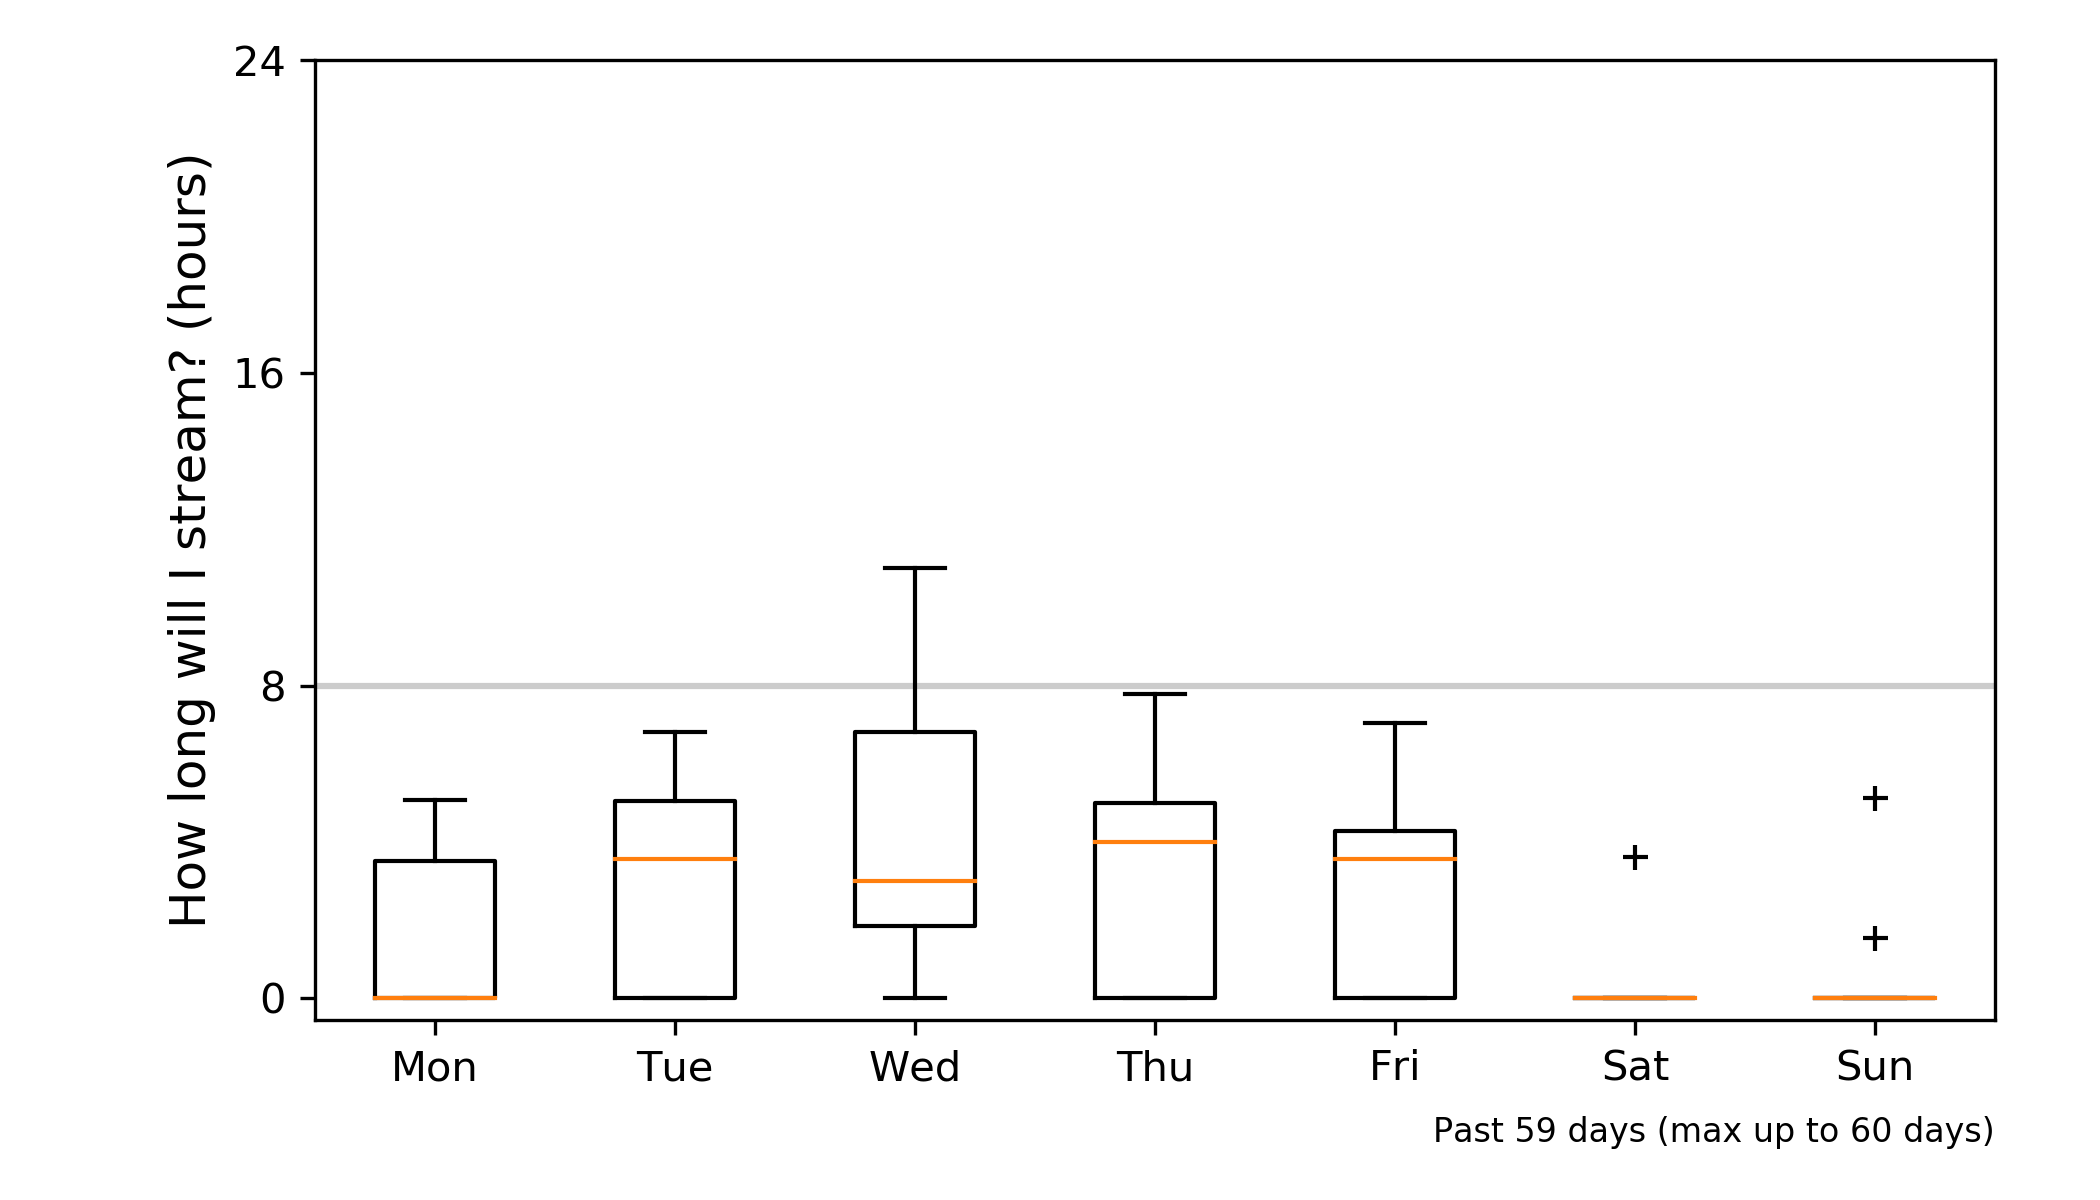 How long will I stream? (hours)
24
16
8
0
Mon Tue Wed Thu Fri Sat Sun
Past 59 days (max up to 60 days)